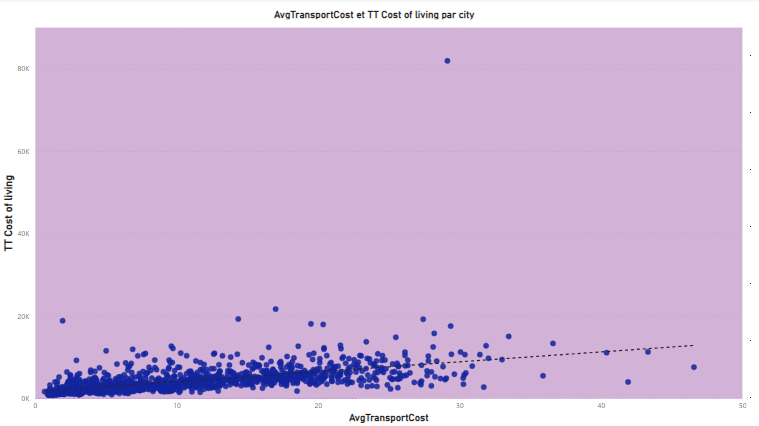 AvgTransportCost et TT Cost of living par city
TT Cost of living
80K
60K
40K
20K
0K
0
10
20
30
40
50
AvgTransportCost